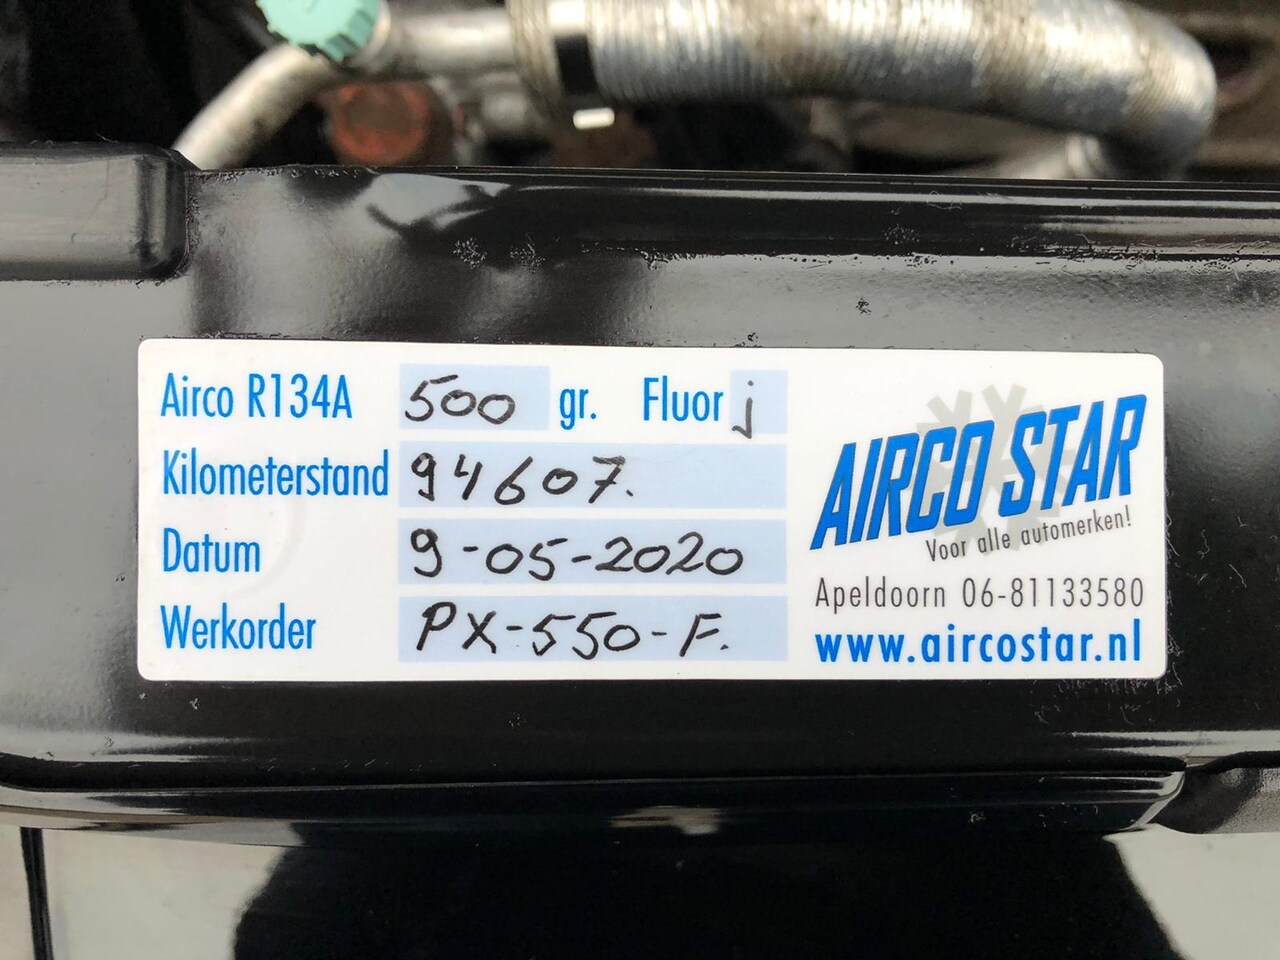 Airco R134A 500 gr. Fluor j
Kilometerstand 94607.
Datum 9-05-2020
Werkorder PX-550-F.
AIRCO STAR
Voor alle automerken!
Apeldoorn 06-81133580
www.aircostar.nl